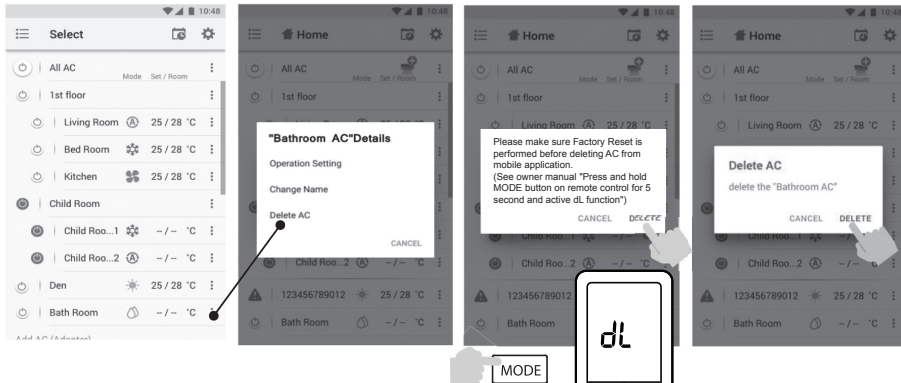 10:48
Select
All AC
Mode Set / Room
1st floor
Living Room 25 / 28 °C
Bed Room 25 / 28 °C
Kitchen 25 / 28 °C
Child Room
Child Roo...1 -- / -- °C
Child Roo...2 -- / -- °C
Den 25 / 28 °C
Bath Room -- / -- °C
Add AC (Adapter)
10:48
Home
All AC
Mode Set / Room
1st floor
"Bathroom AC"Details
Operation Setting
Change Name
Delete AC
CANCEL
Child Roo...2 -- / -- °C
123456789012 25 / 28 °C
Bath Room -- / -- °C
10:48
Home
All AC
Mode Set / Room
1st floor
Living Room 25 / 28 °C
Please make sure Factory Reset is
performed before deleting AC from
mobile application.
(See owner manual "Press and hold
MODE button on remote control for 5
second and active dL function")
CANCEL DELETE
Child Roo...1 -- / -- °C
Child Roo...2 -- / -- °C
123456789012
Bath Room
MODE
dL
10:48
Home
All AC
Mode Set / Room
1st floor
Living Room 25 / 28 °C
Delete AC
delete the "Bathroom AC"
CANCEL DELETE
Child Roo...1 -- / -- °C
Child Roo...2 -- / -- °C
123456789012 25 / 28 °C
Bath Room -- / -- °C